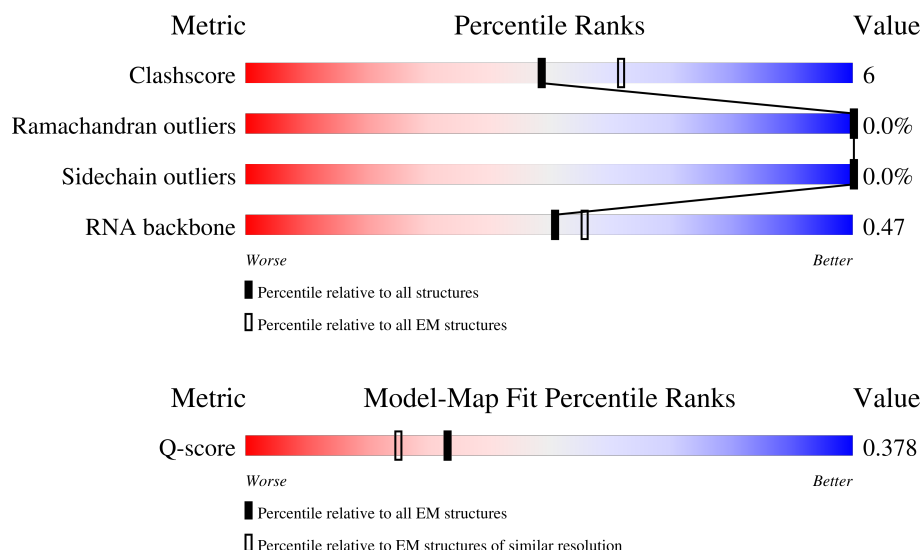 Metric Percentile Ranks Value
Clashscore 6
Ramachandran outliers 0.0%
Sidechain outliers 0.0%
RNA backbone 0.47
Worse Better
Percentile relative to all structures
Percentile relative to all EM structures
Metric Model-Map Fit Percentile Ranks Value
Q-score 0.378
Worse Better
Percentile relative to all EM structures
Percentile relative to EM structures of similar resolution